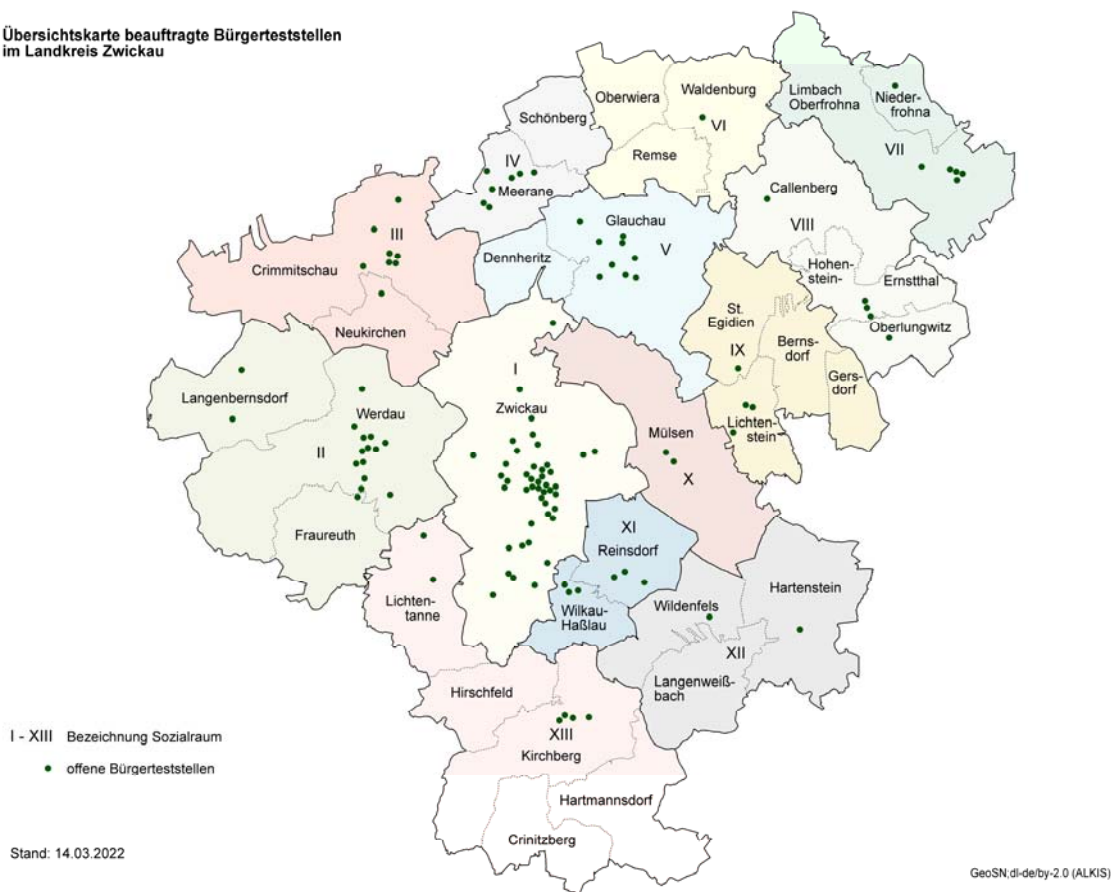 Übersichtskarte beauftragte Bürgerteststellen
im Landkreis Zwickau
Oberwiera
Waldenburg
VI
Remse
Limbach
Oberfrohna
Nieder-
frohna
VII
Schönberg
IV
Meerane
Callenberg
VIII
Hohen-
stein-
Ernstthal
Oberlungwitz
Glauchau
V
Dennheritz
III
Crimmitschau
Neukirchen
St.
Egidien
IX
Berns-
dorf
Gers-
dorf
Lichten-
stein
I
Zwickau
Langenbernsdorf
Werdau
II
Fraureuth
Mülsen
X
XI
Reinsdorf
Wilkau-
Haßlau
Lichten-
tanne
Wildenfels
Hartenstein
XII
Langenweiß-
bach
Hirschfeld
XIII
Kirchberg
Hartmannsdorf
Crinitzberg
I - XIII Bezeichnung Sozialraum
offene Bürgerteststellen
Stand: 14.03.2022
GeoSN;dl-de/by-2.0 (ALKIS)